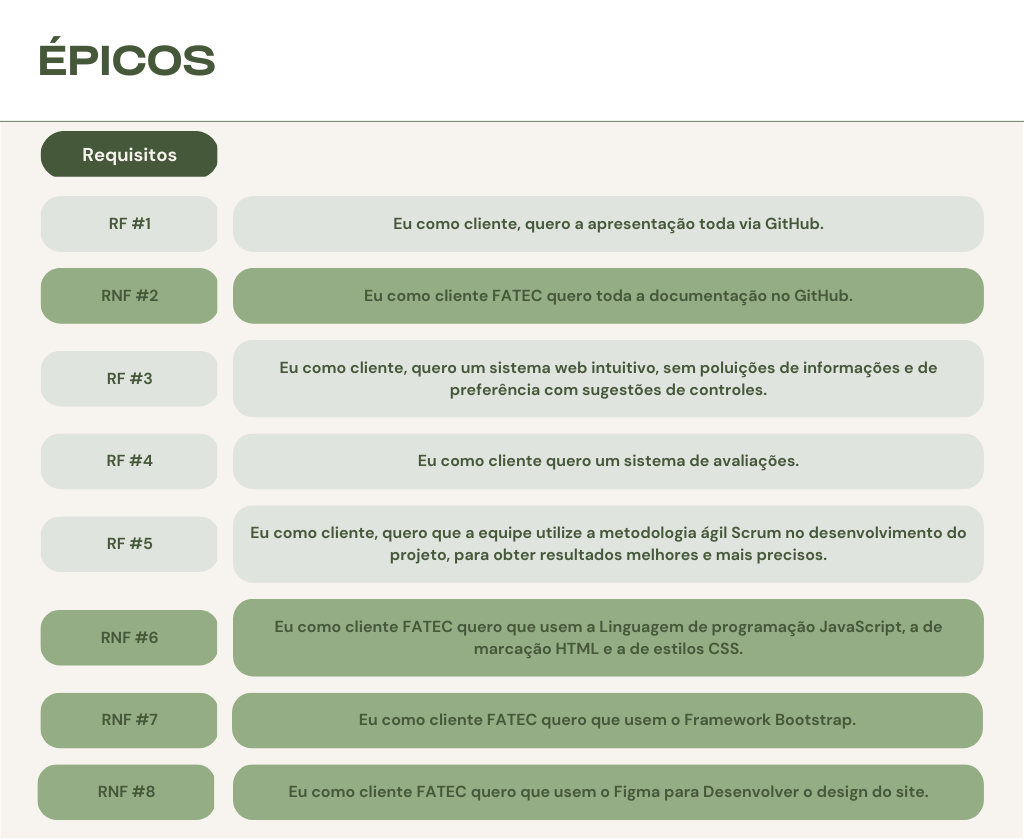 ÉPICOS
Requisitos
RF #1
Eu como cliente, quero a apresentação toda via GitHub.
RNF #2
Eu como cliente FATEC quero toda a documentação no GitHub.
RF #3
Eu como cliente, quero um sistema web intuitivo, sem poluições de informações e de
preferência com sugestões de controles.
RF #4
Eu como cliente quero um sistema de avaliações.
RF #5
Eu como cliente, quero que a equipe utilize a metodologia ágil Scrum no desenvolvimento do
projeto, para obter resultados melhores e mais precisos.
RNF #6
Eu como cliente FATEC quero que usem a Linguagem de programação JavaScript, a de
marcação HTML e a de estilos CSS.
RNF #7
Eu como cliente FATEC quero que usem o Framework Bootstrap.
RNF #8
Eu como cliente FATEC quero que usem o Figma para Desenvolver o design do site.